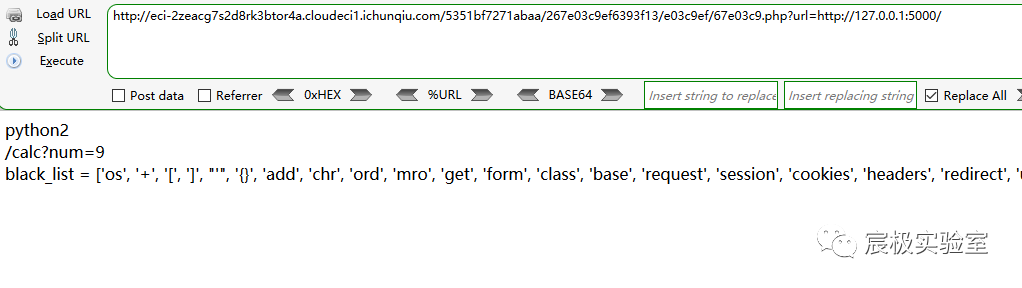 Load URL
http://eci-2zeacg7s2d8rk3btor4a.cloudeci1.ichunqiu.com/5351bf7271abaa/267e03c9ef6393f13/e03c9ef/67e03c9.php?url=http://127.0.0.1:5000/
Split URL
Execute
Post data Referrer 0xHEX %URL BASE64 Insert string to replace Insert replacing string Replace All
python2
/calc?num=9
black_list = ['os', '+', '[', ']', "'", '{}', 'add', 'chr', 'ord', 'mro', 'get', 'form', 'class', 'base', 'request', 'session', 'cookies', 'headers', 'redirect', '
宸极实验室